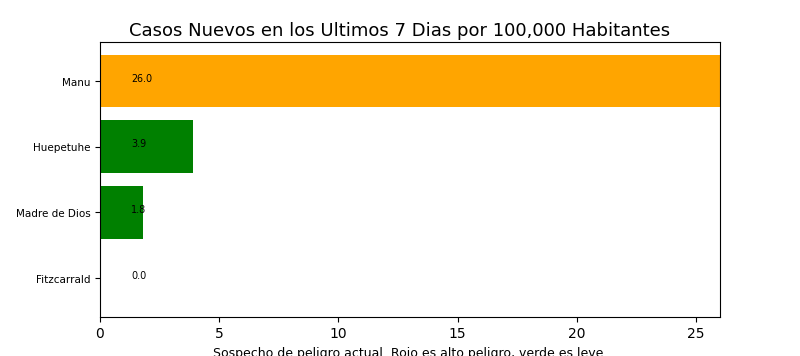 Casos Nuevos en los Ultimos 7 Dias por 100,000 Habitantes
Manu
26.0
Huepetuhe
3.9
Madre de Dios
1.8
Fitzcarrald
0.0
0 5 10 15 20 25
Sospecho de peligro actual. Rojo es alto peligro, verde es leve